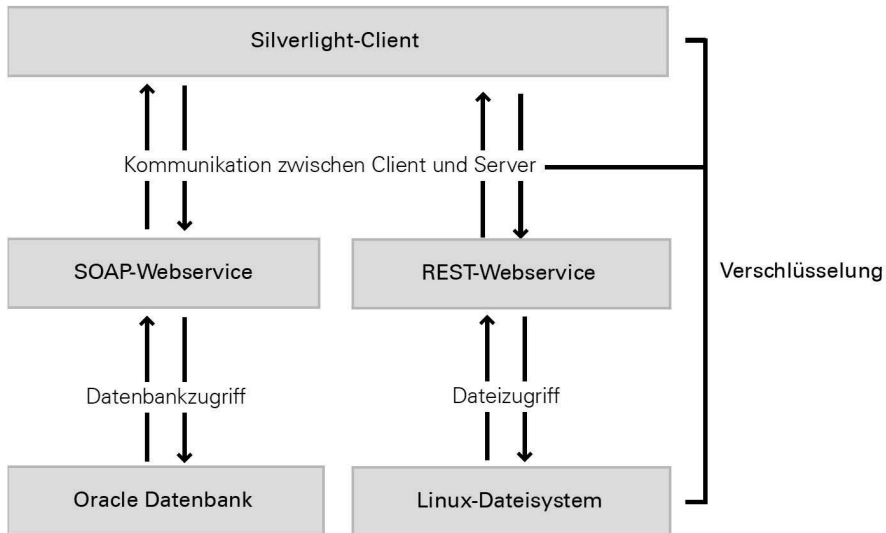 Silverlight-Client
Kommunikation zwischen Client und Server
SOAP-Webservice
REST-Webservice
Verschlüsselung
Datenbankzugriff
Dateizugriff
Oracle Datenbank
Linux-Dateisystem